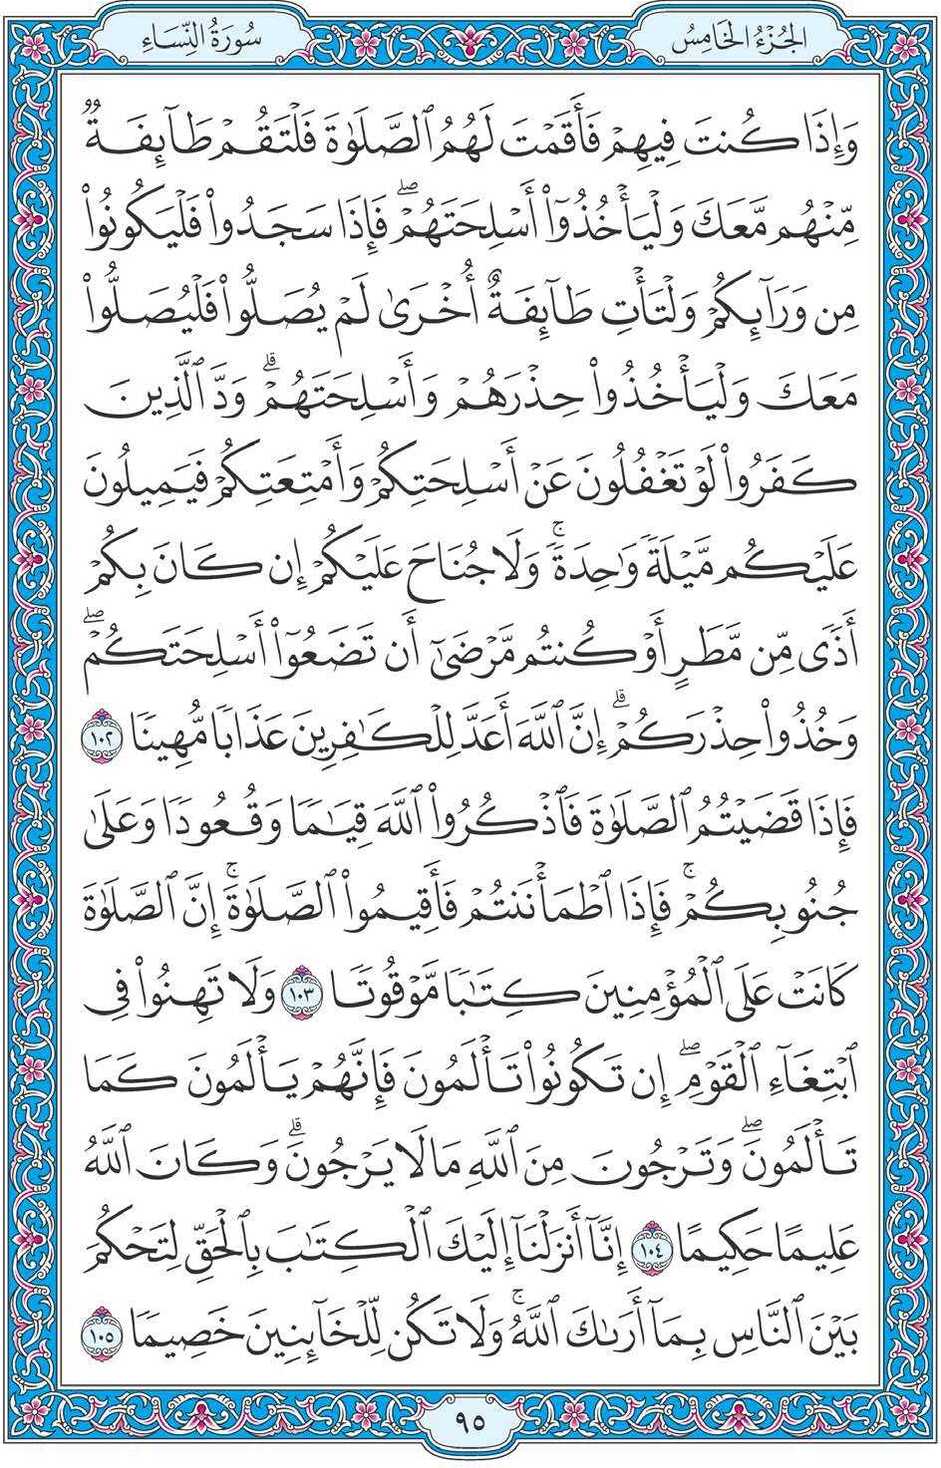 الجُزْءُ الخَامِسُ
سُورَةُ النِّسَاءِ
وَإِذَا كُنتَ فِيهِمْ فَأَقَمْتَ لَهُمُ ٱلصَّلَوٰةَ فَلْتَقُمْ طَآئِفَةٌ
مِّنْهُم مَّعَكَ وَلْيَأْخُذُوٓا۟ أَسْلِحَتَهُمْۖ فَإِذَا سَجَدُوا۟ فَلْيَكُونُوا۟
مِن وَرَآئِكُمْ وَلْتَأْتِ طَآئِفَةٌ أُخْرَىٰ لَمْ يُصَلُّوا۟ فَلْيُصَلُّوا۟
مَعَكَ وَلْيَأْخُذُوا۟ حِذْرَهُمْ وَأَسْلِحَتَهُمْۗ وَدَّ ٱلَّذِينَ
كَفَرُوا۟ لَوْ تَغْفُلُونَ عَنْ أَسْلِحَتِكُمْ وَأَمْتِعَتِكُمْ فَيَمِيلُونَ
عَلَيْكُم مَّيْلَةً وَٰحِدَةًۚ وَلَا جُنَاحَ عَلَيْكُمْ إِن كَانَ بِكُمْ
أَذًى مِّن مَّطَرٍ أَوْ كُنتُم مَّرْضَىٰٓ أَن تَضَعُوٓا۟ أَسْلِحَتَكُمْۖ
وَخُذُوا۟ حِذْرَكُمْۗ إِنَّ ٱللَّهَ أَعَدَّ لِلْكَـٰفِرِينَ عَذَابًا مُّهِينًا ١٠٢
فَإِذَا قَضَيْتُمُ ٱلصَّلَوٰةَ فَٱذْكُرُوا۟ ٱللَّهَ قِيَـٰمًا وَقُعُودًا وَعَلَىٰ
جُنُوبِكُمْۚ فَإِذَا ٱطْمَأْنَنتُمْ فَأَقِيمُوا۟ ٱلصَّلَوٰةَۚ إِنَّ ٱلصَّلَوٰةَ
كَانَتْ عَلَى ٱلْمُؤْمِنِينَ كِتَـٰبًا مَّوْقُوتًا ١٠٣ وَلَا تَهِنُوا۟ فِى
ٱبْتِغَآءِ ٱلْقَوْمِۖ إِن تَكُونُوا۟ تَأْلَمُونَ فَإِنَّهُمْ يَأْلَمُونَ كَمَا
تَأْلَمُونَۖ وَتَرْجُونَ مِنَ ٱللَّهِ مَا لَا يَرْجُونَۗ وَكَانَ ٱللَّهُ
عَلِيمًا حَكِيمًا ١٠٤ إِنَّآ أَنزَلْنَآ إِلَيْكَ ٱلْكِتَـٰبَ بِٱلْحَقِّ لِتَحْكُمَ
بَيْنَ ٱلنَّاسِ بِمَآ أَرَىٰكَ ٱللَّهُۚ وَلَا تَكُن لِّلْخَآئِنِينَ خَصِيمًا ١٠٥
٩٥